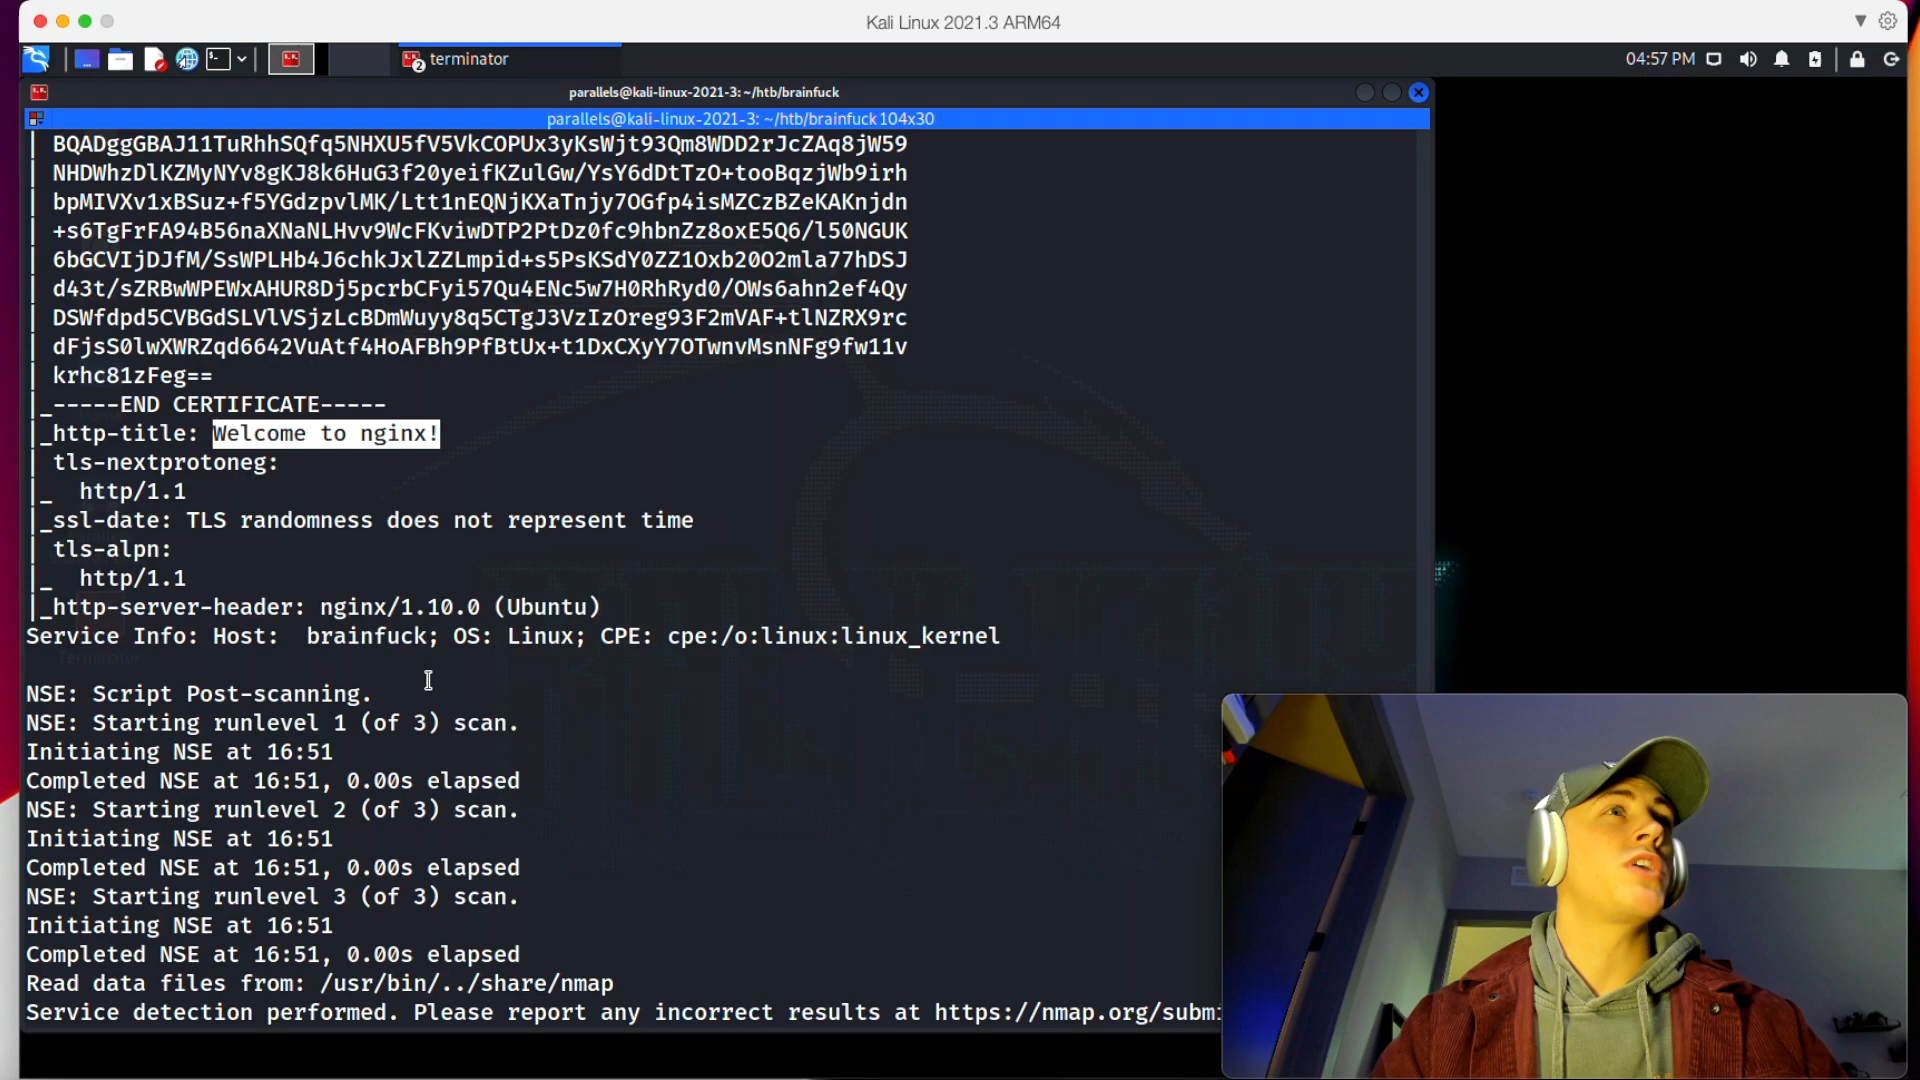 Kali Linux 2021.3 ARM64
2 terminator
04:57 PM
parallels@kali-linux-2021-3: ~/htb/brainfuck
parallels@kali-linux-2021-3: ~/htb/brainfuck 104x30
| BQADggGBAJ11TuRhhSQfq5NHXU5fV5VkCOPUx3yKsWjt93Qm8WDD2rJcZAq8jW59
| NHDWhzDlKZMyNYv8gKJ8k6HuG3f20yeifKZulGw/YsY6dDtTzO+tooBqzjWb9irh
| bpMIVXv1xBSuz+f5YGdzpvlMK/Ltt1nEQNjKXaTnjy7OGfp4isMZCzBZeKAKnjdn
| +s6TgFrFA94B56naXNaNLHvv9WcFKviwDTP2PtDz0fc9hbnZz8oxE5Q6/l50NGUK
| 6bGCVIjDJfM/SsWPLHb4J6chkJxlZZLmpid+s5PsKSdY0ZZ1Oxb20O2mla77hDSJ
| d43t/sZRBwWPEWxAHUR8Dj5pcrbCFyi57Qu4ENc5w7H0RhRyd0/OWs6ahn2ef4Qy
| DSWfdpd5CVBGdSLVlVSjzLcBDmWuyy8q5CTgJ3VzIzOreg93F2mVAF+tlNZRX9rc
| dFjsS0lwXWRZqd6642VuAtf4HoAFBh9PfBtUx+t1DxCXyY7OTwnvMsnNFg9fw11v
| krhc81zFeg==
|_-----END CERTIFICATE-----
|_http-title: Welcome to nginx!
| tls-nextprotoneg:
|_  http/1.1
|_ssl-date: TLS randomness does not represent time
| tls-alpn:
|_  http/1.1
|_http-server-header: nginx/1.10.0 (Ubuntu)
Service Info: Host:  brainfuck; OS: Linux; CPE: cpe:/o:linux:linux_kernel
NSE: Script Post-scanning.
NSE: Starting runlevel 1 (of 3) scan.
Initiating NSE at 16:51
Completed NSE at 16:51, 0.00s elapsed
NSE: Starting runlevel 2 (of 3) scan.
Initiating NSE at 16:51
Completed NSE at 16:51, 0.00s elapsed
NSE: Starting runlevel 3 (of 3) scan.
Initiating NSE at 16:51
Completed NSE at 16:51, 0.00s elapsed
Read data files from: /usr/bin/../share/nmap
Service detection performed. Please report any incorrect results at https://nmap.org/submi